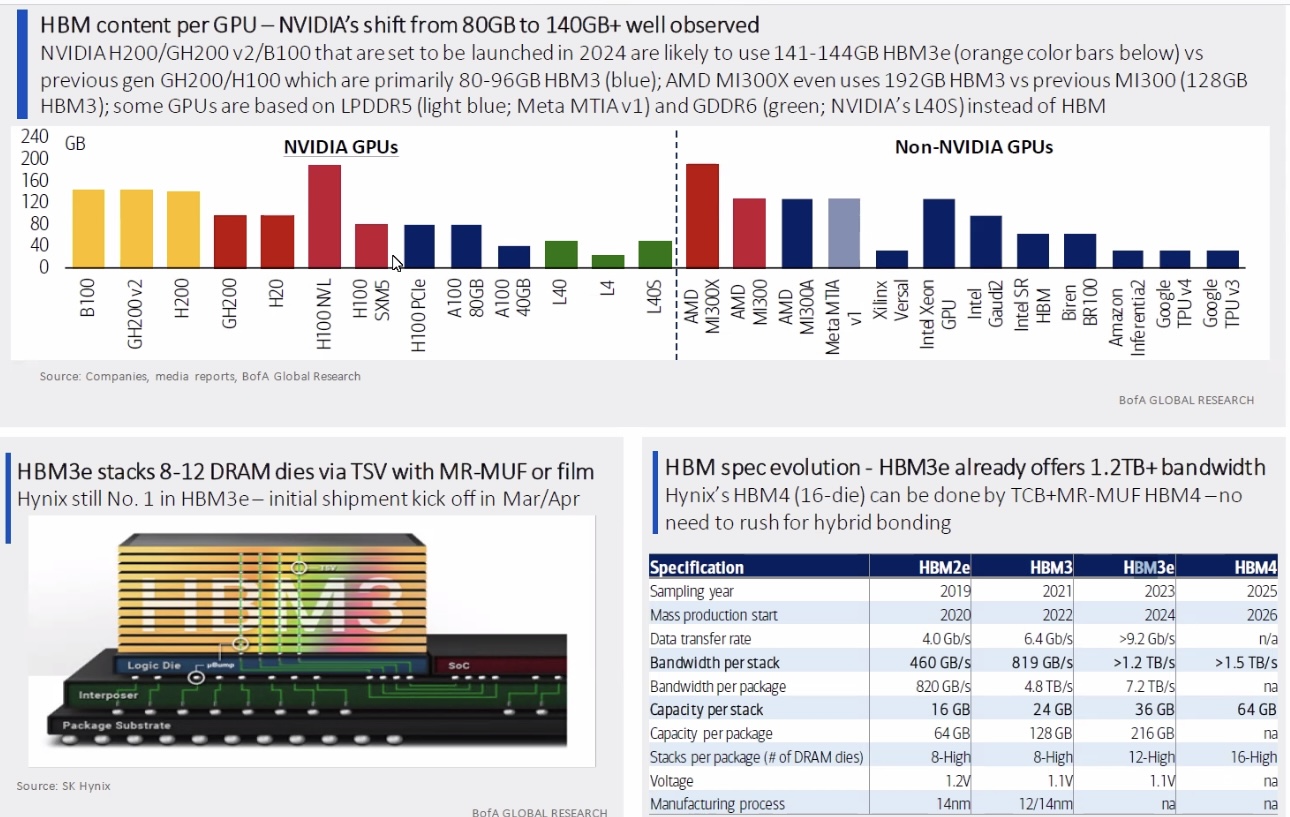 HBM content per GPU – NVIDIA's shift from 80GB to 140GB+ well observed
NVIDIA H200/GH200 v2/B100 that are set to be launched in 2024 are likely to use 141-144GB HBM3e (orange color bars below) vs
previous gen GH200/H100 which are primarily 80-96GB HBM3 (blue); AMD MI300X even uses 192GB HBM3 vs previous MI300 (128GB
HBM3); some GPUs are based on LPDDR5 (light blue; Meta MTIA v1) and GDDR6 (green; NVIDIA's L40S) instead of HBM
240
200
160
120
80
40
0
GB
NVIDIA GPUs
Non-NVIDIA GPUs
B100
GH200 v2
H200
GH200
H20
H100 NVL
H100
SXM5
H100 PCIe
A100
80GB
A100
40GB
L40
L4
L40S
AMD
MI300X
AMD
MI300
AMD
MI300A
Meta MTIA
v1
Xilinx
Versal
Intel Xeon
GPU
Intel
Gaudi2
Intel SR
HBM
Biren
BR100
Amazon
Inferentia2
Google
TPU v4
Google
TPU v3
Source: Companies, media reports, BofA Global Research
BofA GLOBAL RESEARCH
HBM3e stacks 8-12 DRAM dies via TSV with MR-MUF or film
Hynix still No. 1 in HBM3e – initial shipment kick off in Mar/Apr
HBM3
TSV
Logic Die
µBump
SoC
Interposer
Package Substrate
Source: SK Hynix
BofA GLOBAL RESEARCH
HBM spec evolution - HBM3e already offers 1.2TB+ bandwidth
Hynix's HBM4 (16-die) can be done by TCB+MR-MUF HBM4 – no
need to rush for hybrid bonding
Specification HBM2e HBM3 HBM3e HBM4
Sampling year 2019 2021 2023 2025
Mass production start 2020 2022 2024 2026
Data transfer rate 4.0 Gb/s 6.4 Gb/s >9.2 Gb/s n/a
Bandwidth per stack 460 GB/s 819 GB/s >1.2 TB/s >1.5 TB/s
Bandwidth per package 820 GB/s 4.8 TB/s 7.2 TB/s na
Capacity per stack 16 GB 24 GB 36 GB 64 GB
Capacity per package 64 GB 128 GB 216 GB na
Stacks per package (# of DRAM dies) 8-High 8-High 12-High 16-High
Voltage 1.2V 1.1V 1.1V na
Manufacturing process 14nm 12/14nm na na